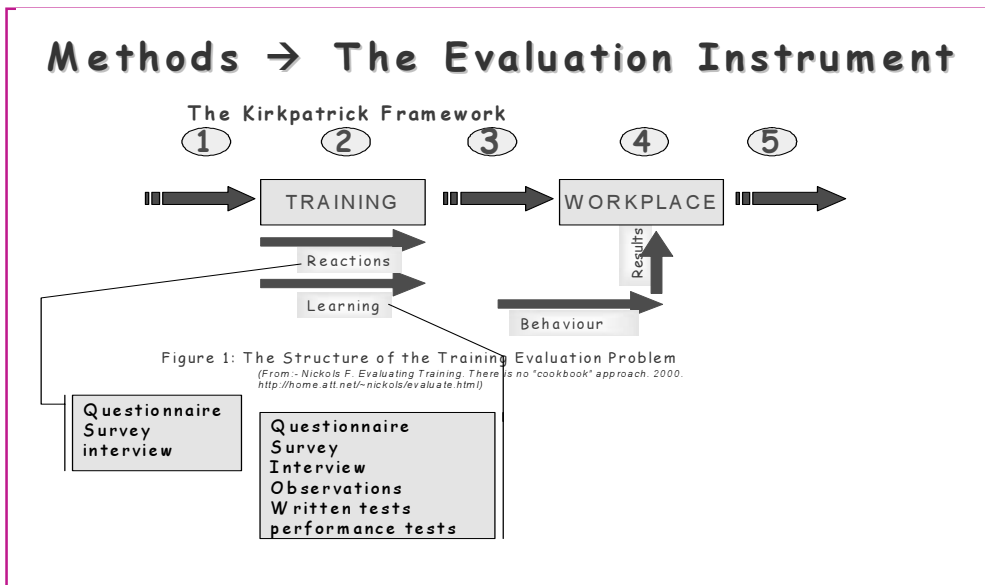 Methods → The Evaluation Instrument
The Kirkpatrick Framework
1 2 3 4 5
TRAINING
WORKPLACE
Reactions
Learning
Results
Behaviour
Figure 1: The Structure of the Training Evaluation Problem
(From:- Nickols F. Evaluating Training. There is no "cookbook" approach. 2000.
http://home.att.net/~nickols/evaluate.html)
Questionnaire
Survey
interview
Questionnaire
Survey
Interview
Observations
Written tests
performance tests